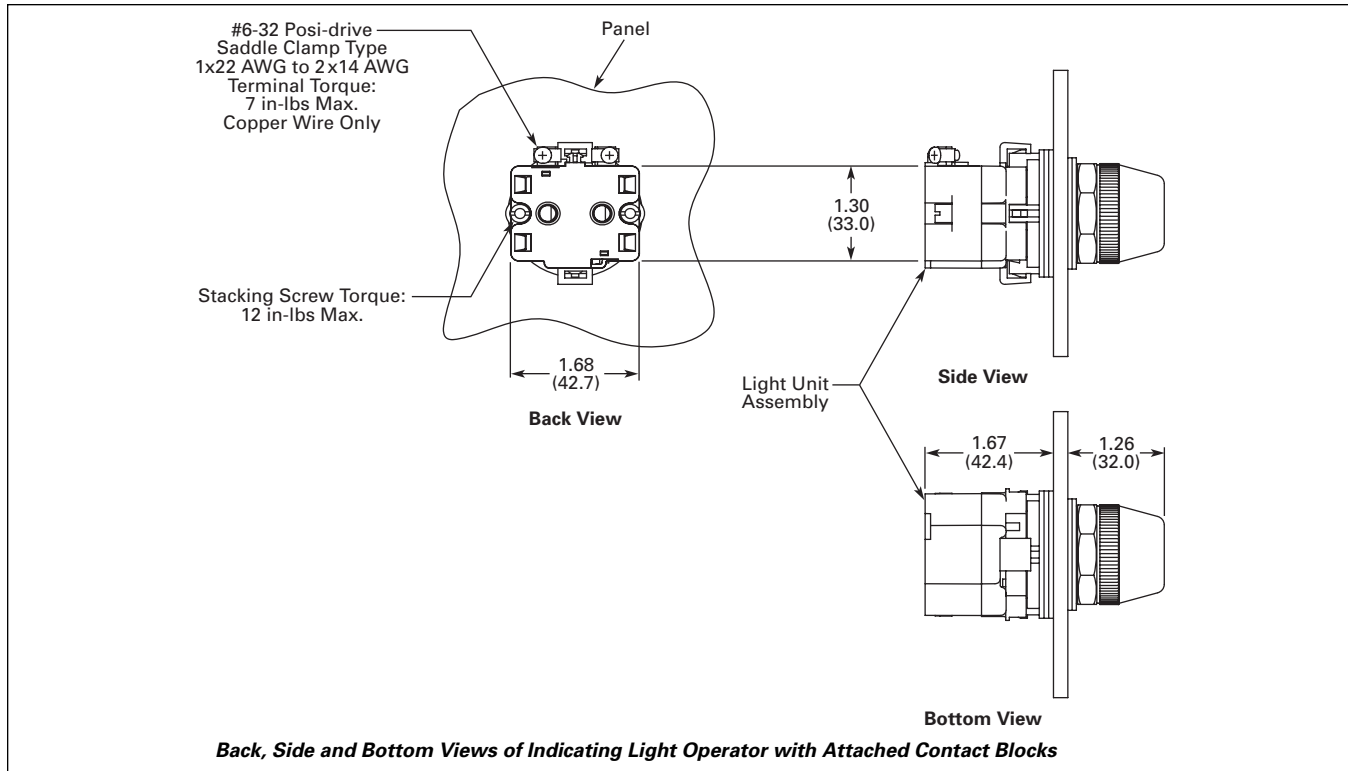 #6-32 Posi-drive
Saddle Clamp Type
1x22 AWG to 2x14 AWG
Terminal Torque:
7 in-lbs Max.
Copper Wire Only
Panel
1.30
(33.0)
Stacking Screw Torque:
12 in-lbs Max.
1.68
(42.7)
Back View
Light Unit
Assembly
Side View
1.67
(42.4)
1.26
(32.0)
Bottom View
Back, Side and Bottom Views of Indicating Light Operator with Attached Contact Blocks